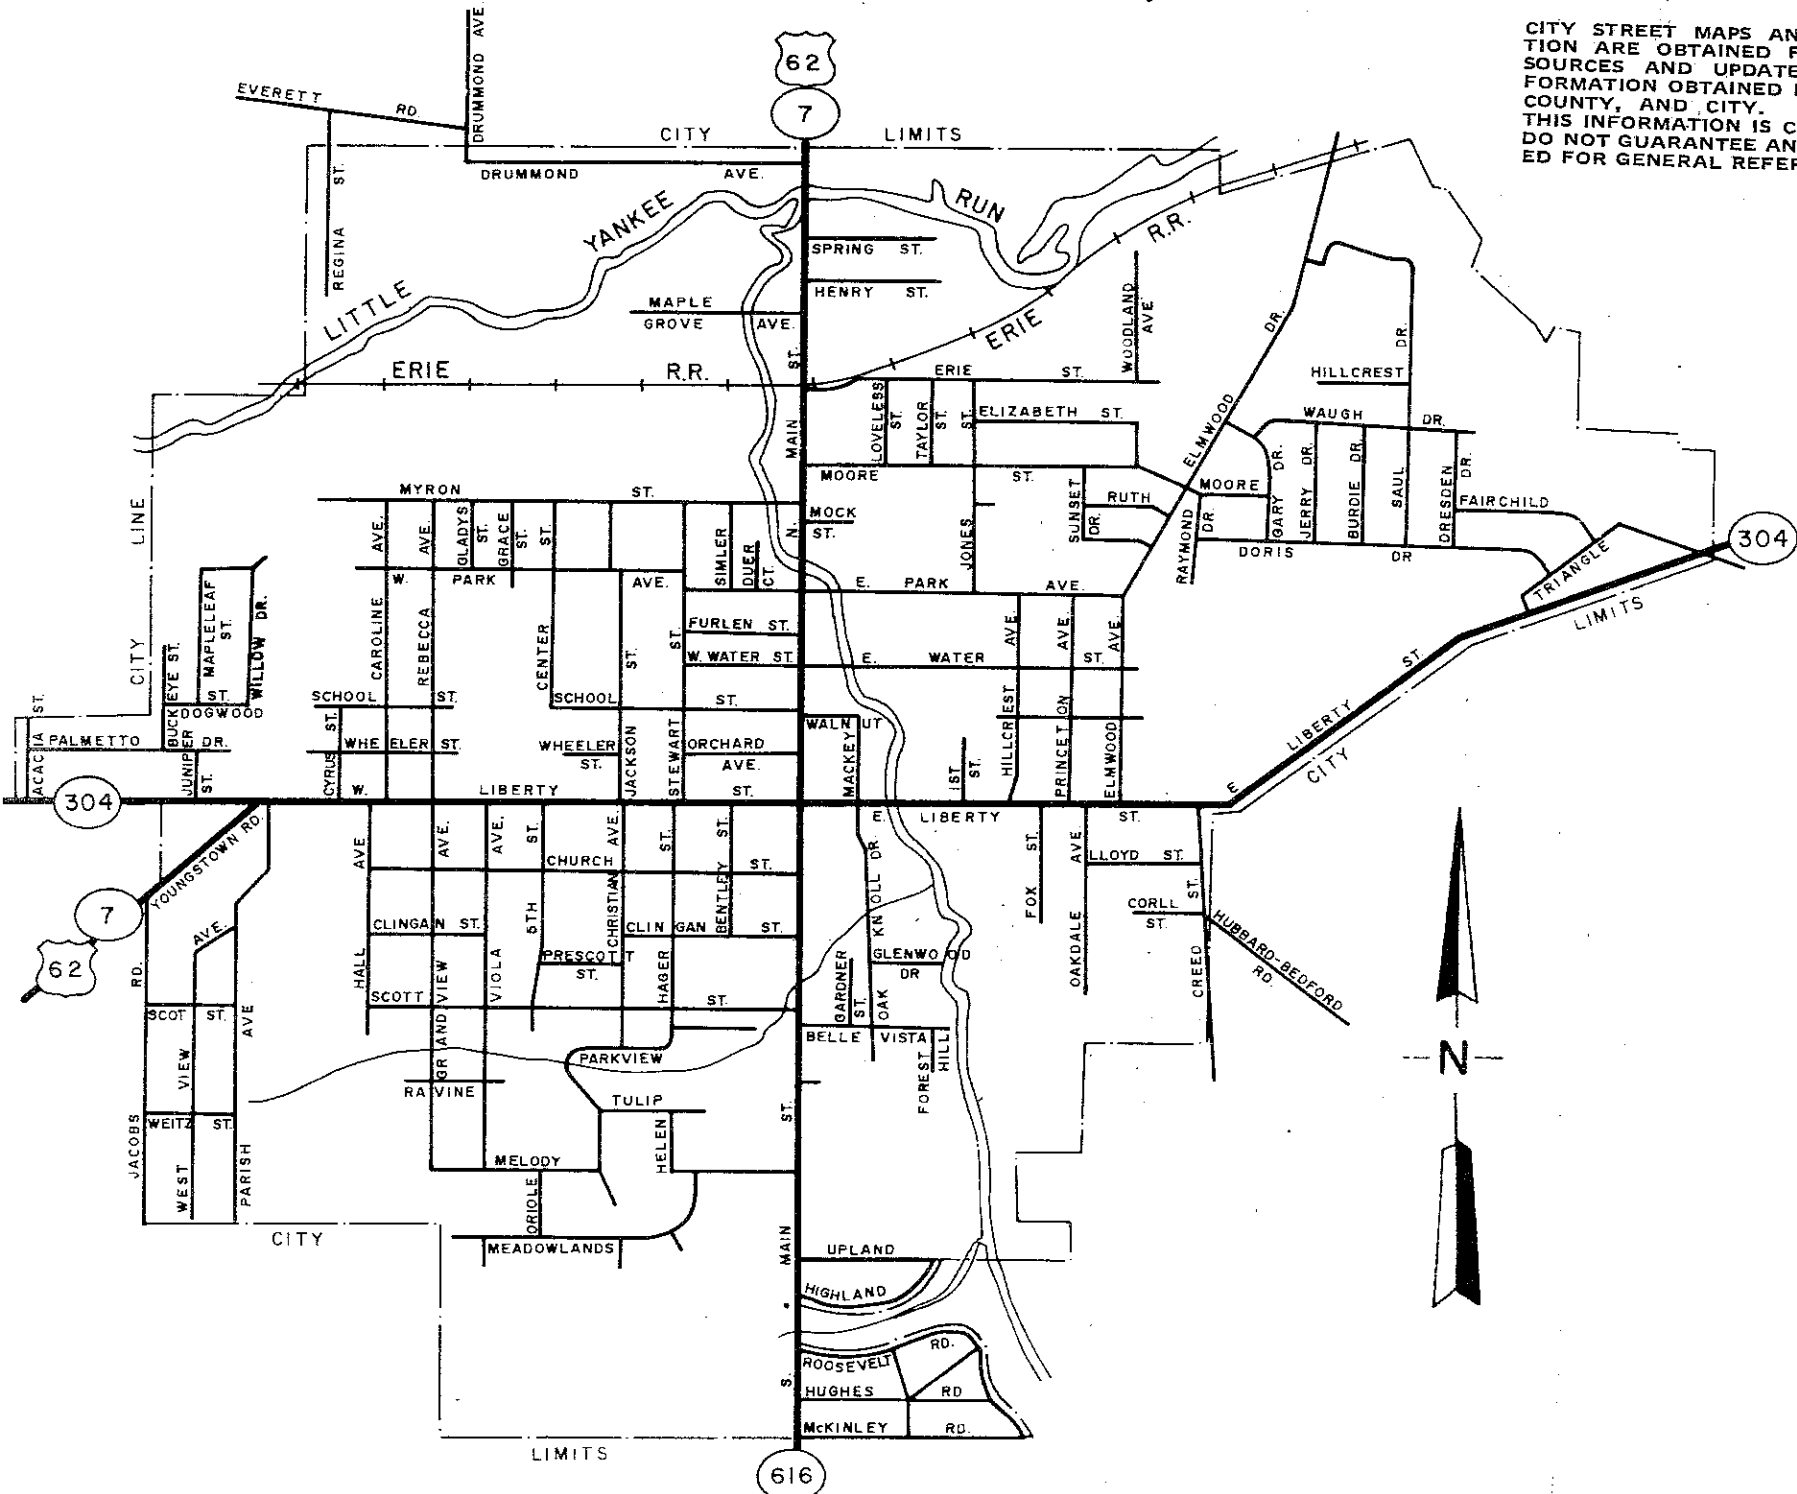 CITY STREET MAPS AN
TION ARE OBTAINED F
SOURCES AND UPDATE
FORMATION OBTAINED
COUNTY, AND CITY.
THIS INFORMATION IS C
DO NOT GUARANTEE AN
ED FOR GENERAL REFER
62
7
DRUMMOND AVE
EVERETT RD.
CITY LIMITS
DRUMMOND AVE.
REGINA ST.
LITTLE YANKEE RUN
SPRING ST.
HENRY ST.
MAPLE
GROVE AVE.
ERIE R.R.
ERIE R.R.
WOODLAND AVE.
ERIE ST.
N. MAIN ST.
LOVELESS ST.
TAYLOR ST.
JONES ST.
ELIZABETH ST.
MOORE ST.
ELMWOOD DR.
HILLCREST
WAUGH DR.
SAUL DR.
GARY DR.
JERRY DR.
BURDIE DR.
DRESDEN DR.
FAIRCHILD
MOORE
RUTH
SUNSET DR.
RAYMOND DR.
DORIS DR
TRIANGLE
304
LIMITS
MYRON ST.
MOCK
ST.
CAROLINE AVE.
REBECCA AVE.
GLADYS ST.
GRACE ST.
CENTER ST.
SIMLER
DUER CT.
W. PARK AVE.
E. PARK AVE.
FURLEN ST.
W. WATER ST.
E. WATER ST.
CITY LINE
MAPLELEAF ST.
WILLOW DR.
BUCKEYE ST.
DOGWOOD ST.
ACACIA ST.
PALMETTO DR.
JUNIPER ST.
SCHOOL ST.
SCHOOL ST.
CYRUS ST.
WHEELER ST.
WHEELER
ST.
JACKSON ST.
STEWART ST.
ORCHARD
AVE.
WALNUT
MACKEY
1ST ST.
HILLCREST AVE.
PRINCETON AVE
ELMWOOD AVE.
304
W. LIBERTY ST.
E. LIBERTY ST.
E LIBERTY ST.
CITY
YOUNGSTOWN RD.
7
62
HALL AVE
GRANDVIEW AVE.
VIOLA AVE.
5TH ST.
CHRISTIAN AVE.
HAGER ST.
BENTLEY ST.
CHURCH ST.
CLINGAN ST.
CLINGAN ST.
PRESCOTT
ST.
SCOTT ST.
OAK KNOLL DR.
GLENWOOD
DR
GARDNER ST.
BELLE VISTA
FOREST HILL
FOX ST.
OAKDALE AVE
LLOYD ST.
CORLL
ST.
CREED ST.
HUBBARD-BEDFORD
RD.
JACOBS RD.
WEST VIEW AVE.
PARISH AVE
SCOT ST.
WEITZ ST.
PARKVIEW
RAVINE
TULIP
HELEN
MELODY
ORIOLE
MEADOWLANDS
CITY
S. MAIN ST.
UPLAND
HIGHLAND
ROOSEVELT RD.
HUGHES RD
McKINLEY RD.
LIMITS
616
N